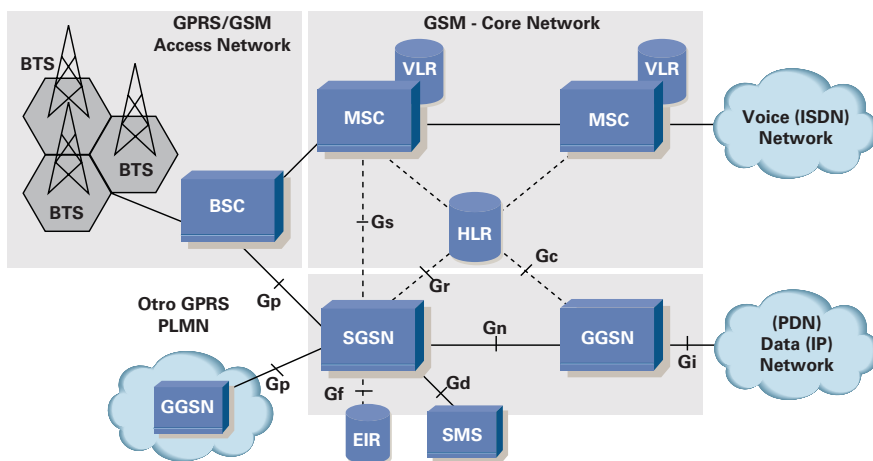 GPRS/GSM
Access Network
GSM - Core Network
BTS
BTS
BTS
BSC
VLR
MSC
VLR
MSC
Voice (ISDN)
Network
Gs
HLR
Gr
Gc
Gp
Otro GPRS
PLMN
SGSN
Gn
GGSN
Gi
(PDN)
Data (IP)
Network
Gp
GGSN
Gf
Gd
EIR
SMS